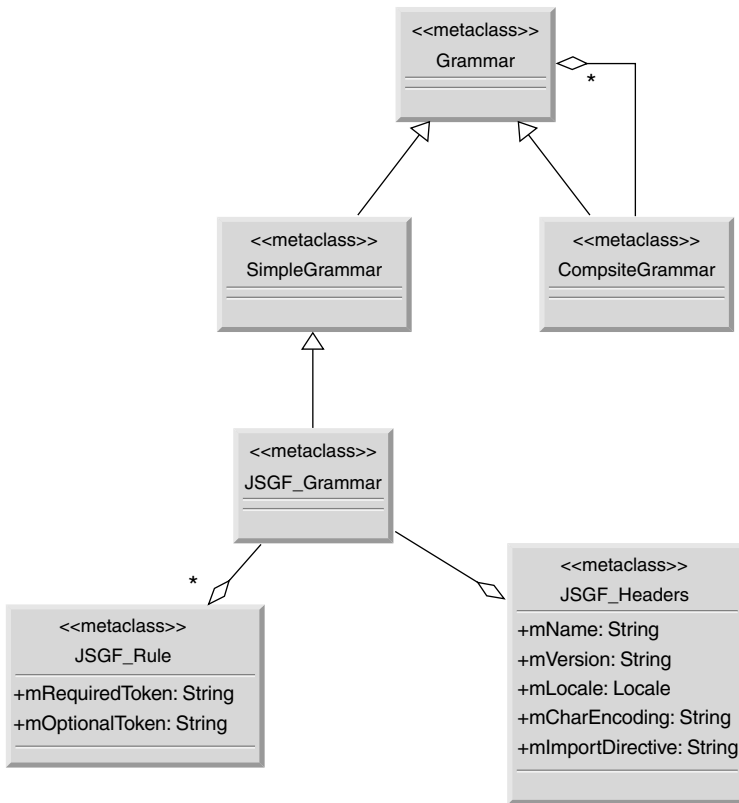 <<metaclass>>
Grammar
*
<<metaclass>>
SimpleGrammar
<<metaclass>>
CompsiteGrammar
<<metaclass>>
JSGF_Grammar
*
<<metaclass>>
JSGF_Rule
+mRequiredToken: String
+mOptionalToken: String
<<metaclass>>
JSGF_Headers
+mName: String
+mVersion: String
+mLocale: Locale
+mCharEncoding: String
+mImportDirective: String